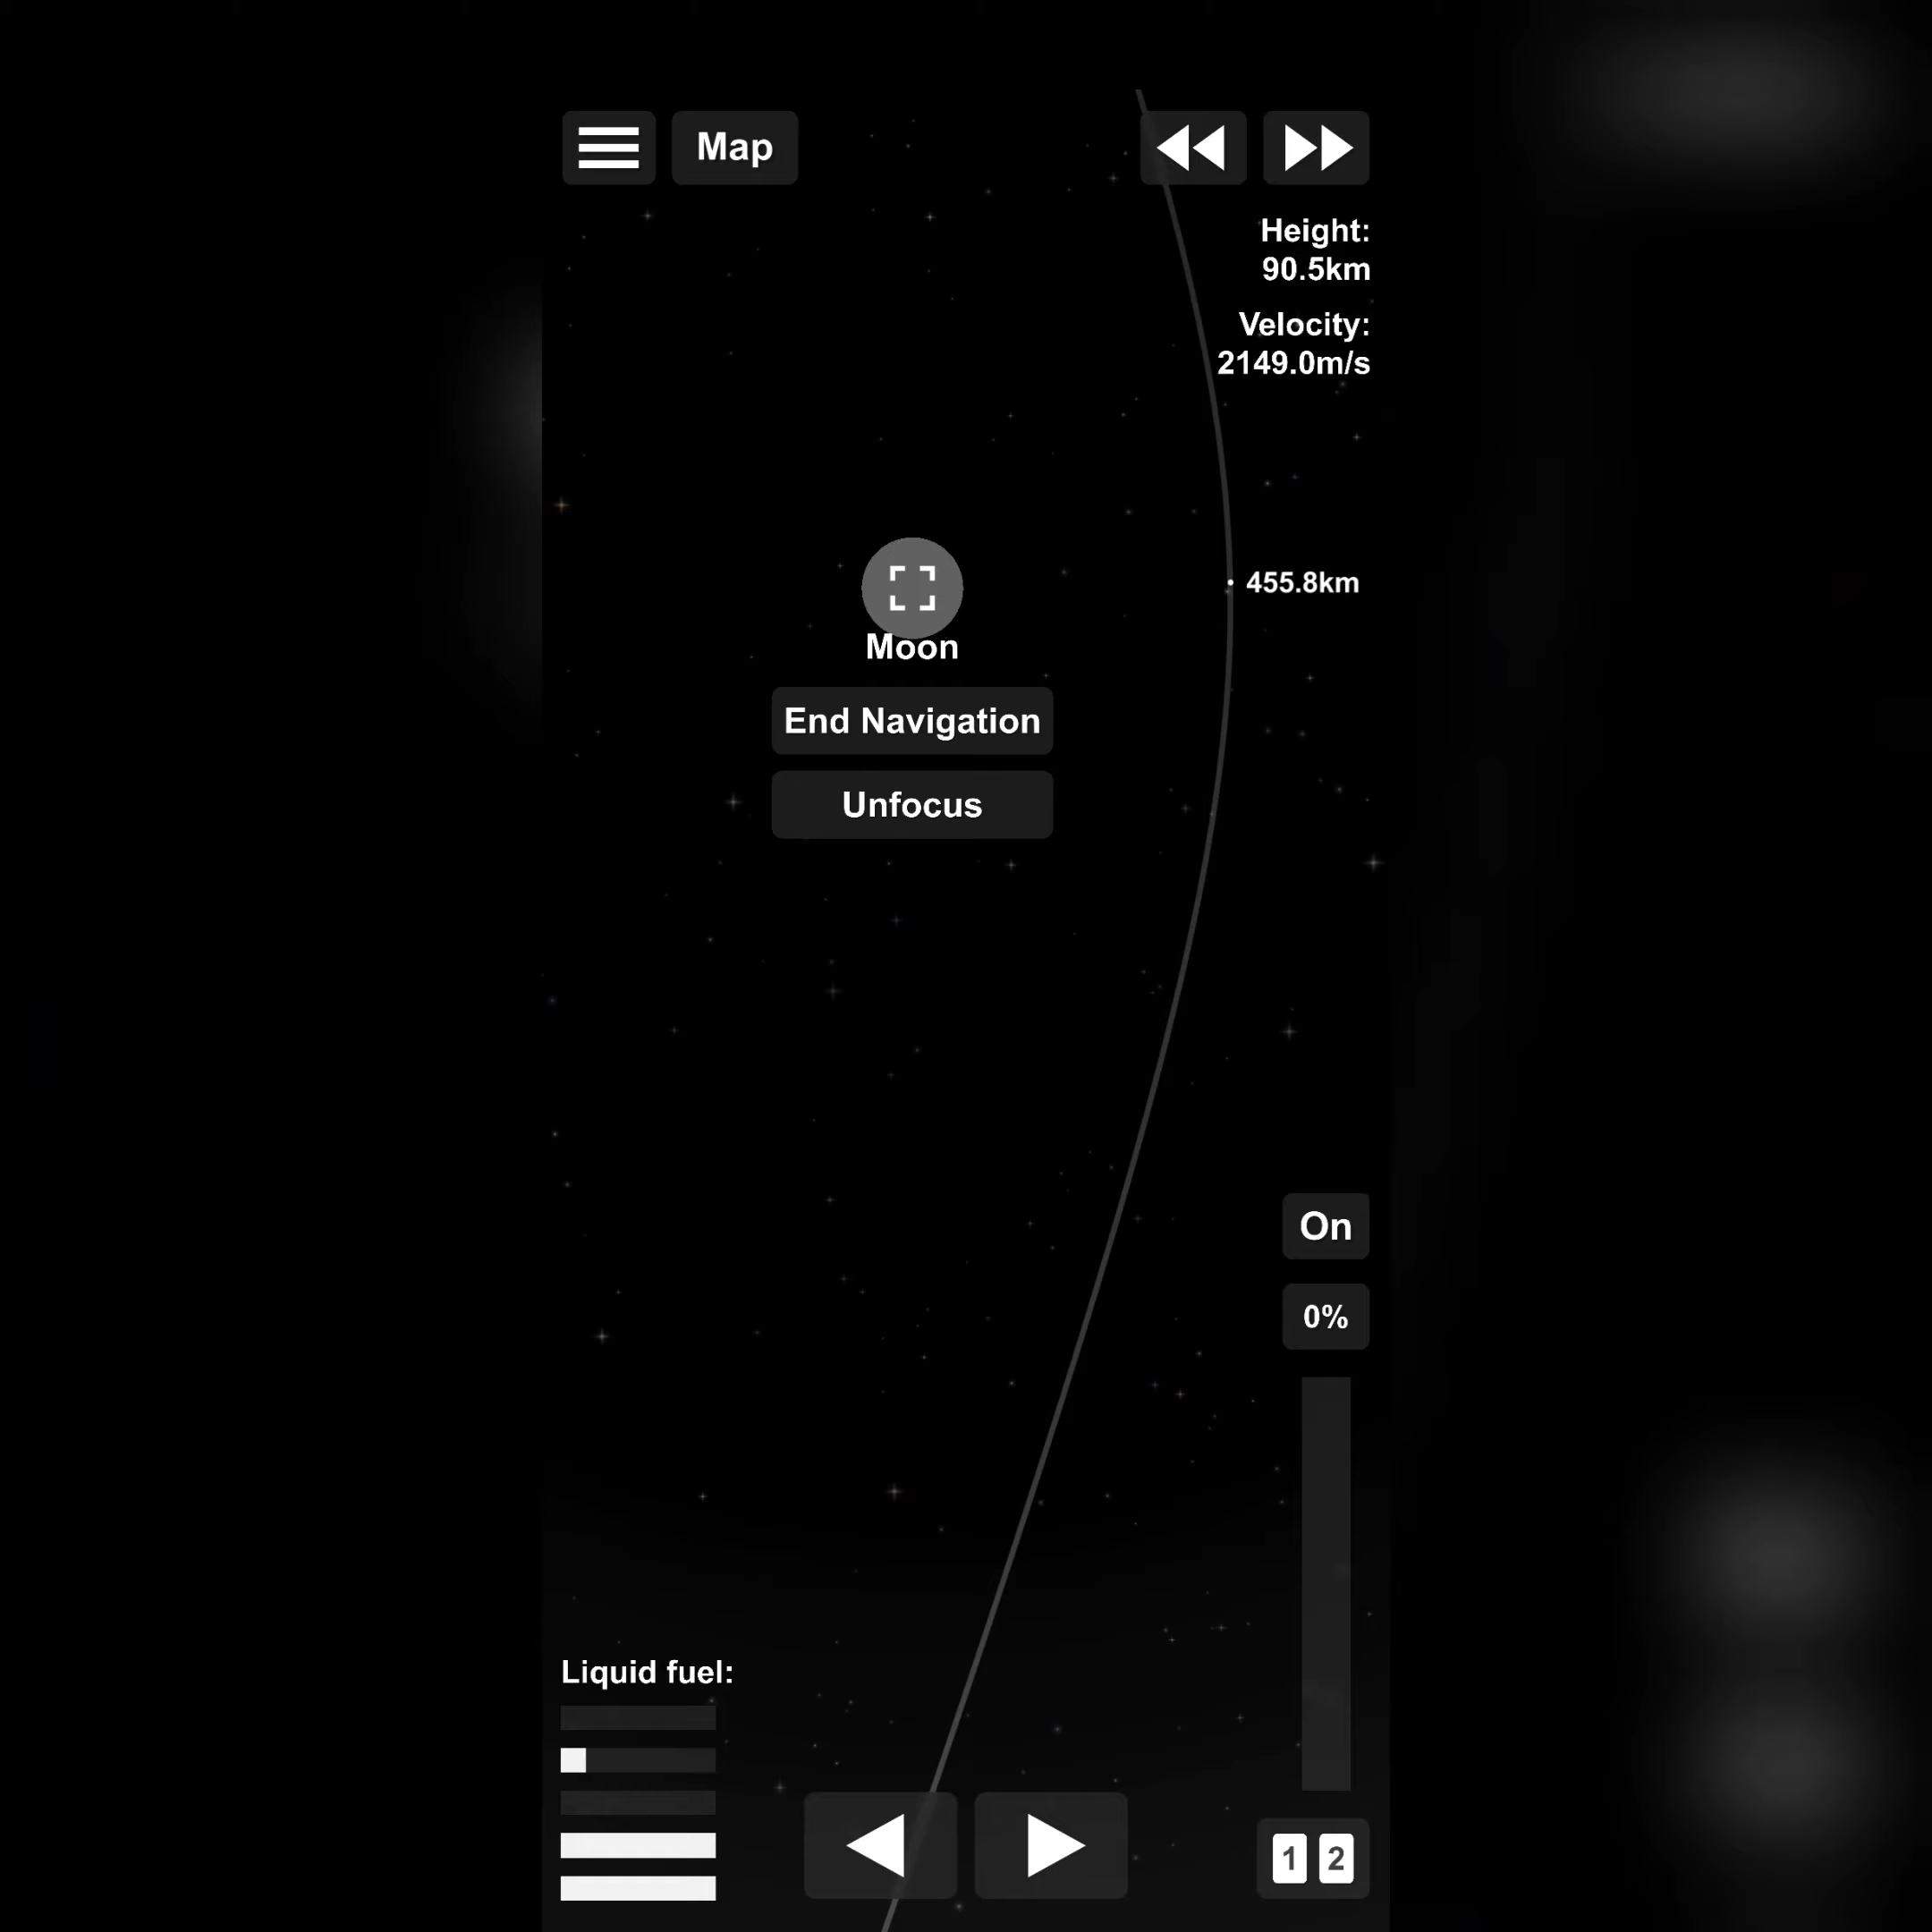 Map
Height:
90.5km
Velocity:
2149.0m/s
455.8km
Moon
End Navigation
Unfocus
On
0%
Liquid fuel:
1 2